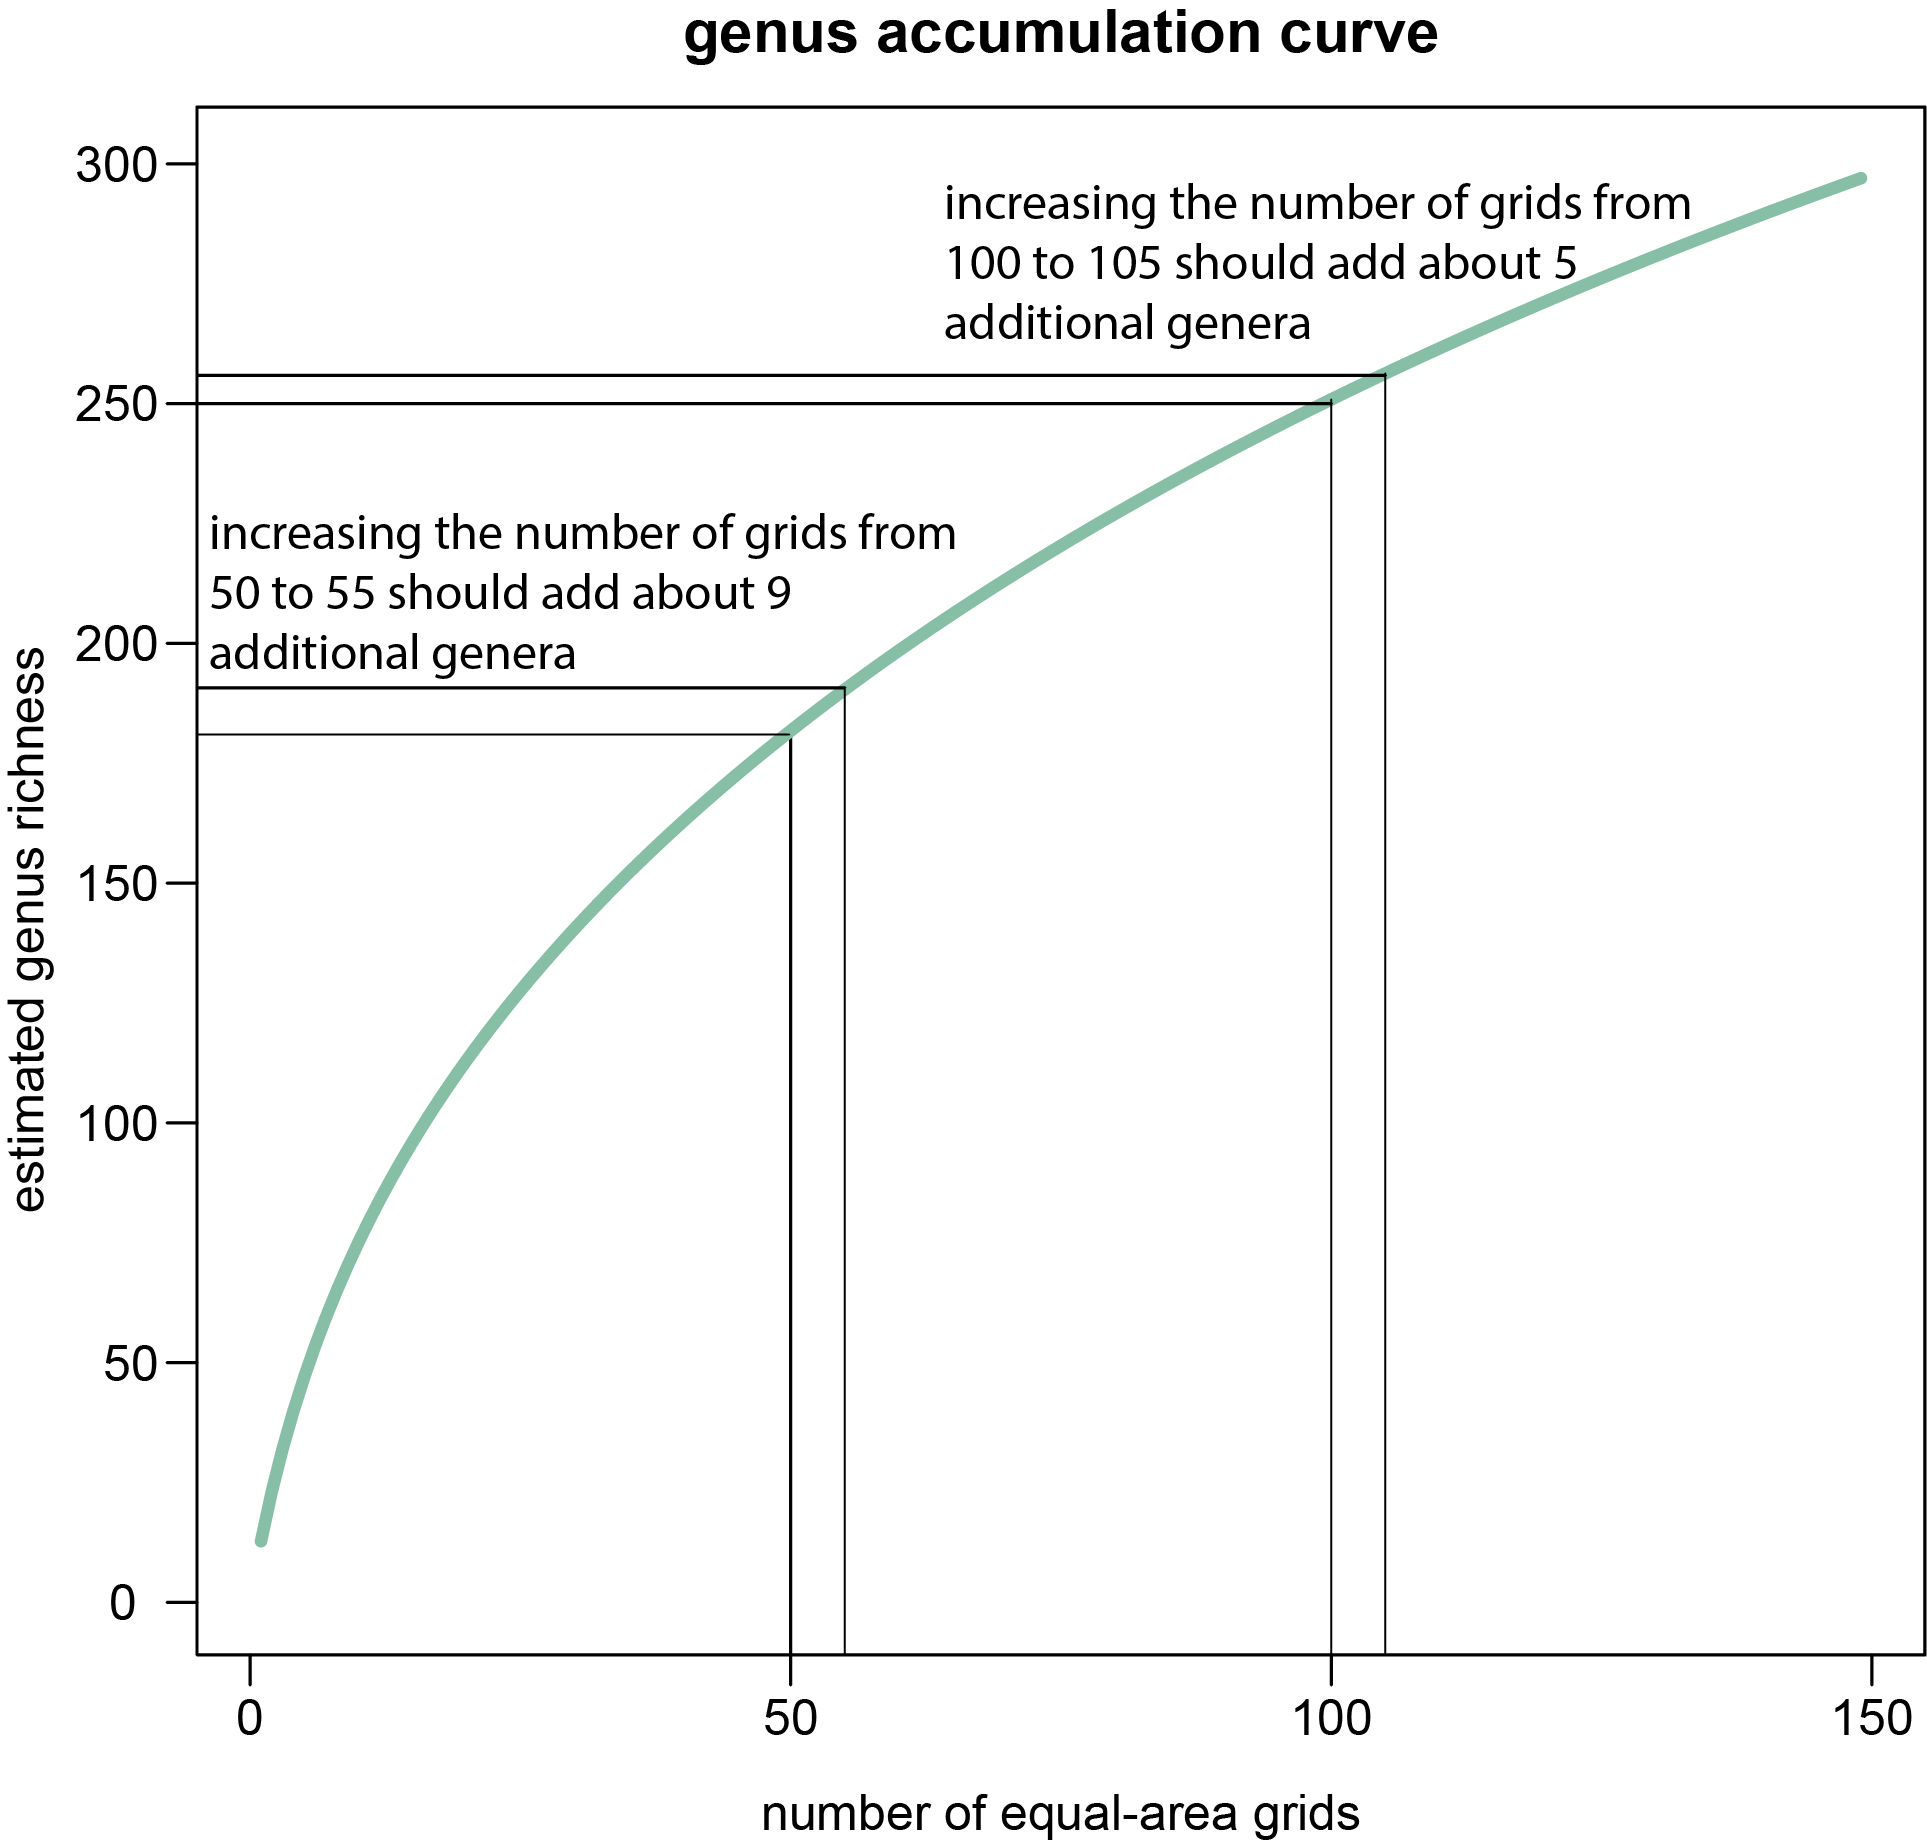 genus accumulation curve
300
250
200
150
100
50
0
estimated genus richness
increasing the number of grids from
100 to 105 should add about 5
additional genera
increasing the number of grids from
50 to 55 should add about 9
additional genera
0
50
100
150
number of equal-area grids